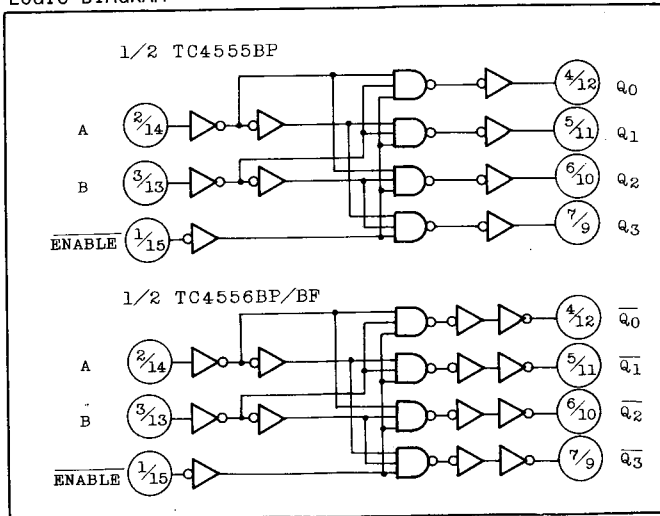 LOGIC DIAGRAM
1/2 TC4555BP
A 2/14
B 3/13
ENABLE 1/15
4/12 Q0
5/11 Q1
6/10 Q2
7/9 Q3
1/2 TC4556BP/BF
A 2/14
B 3/13
ENABLE 1/15
4/12 Q0
5/11 Q1
6/10 Q2
7/9 Q3